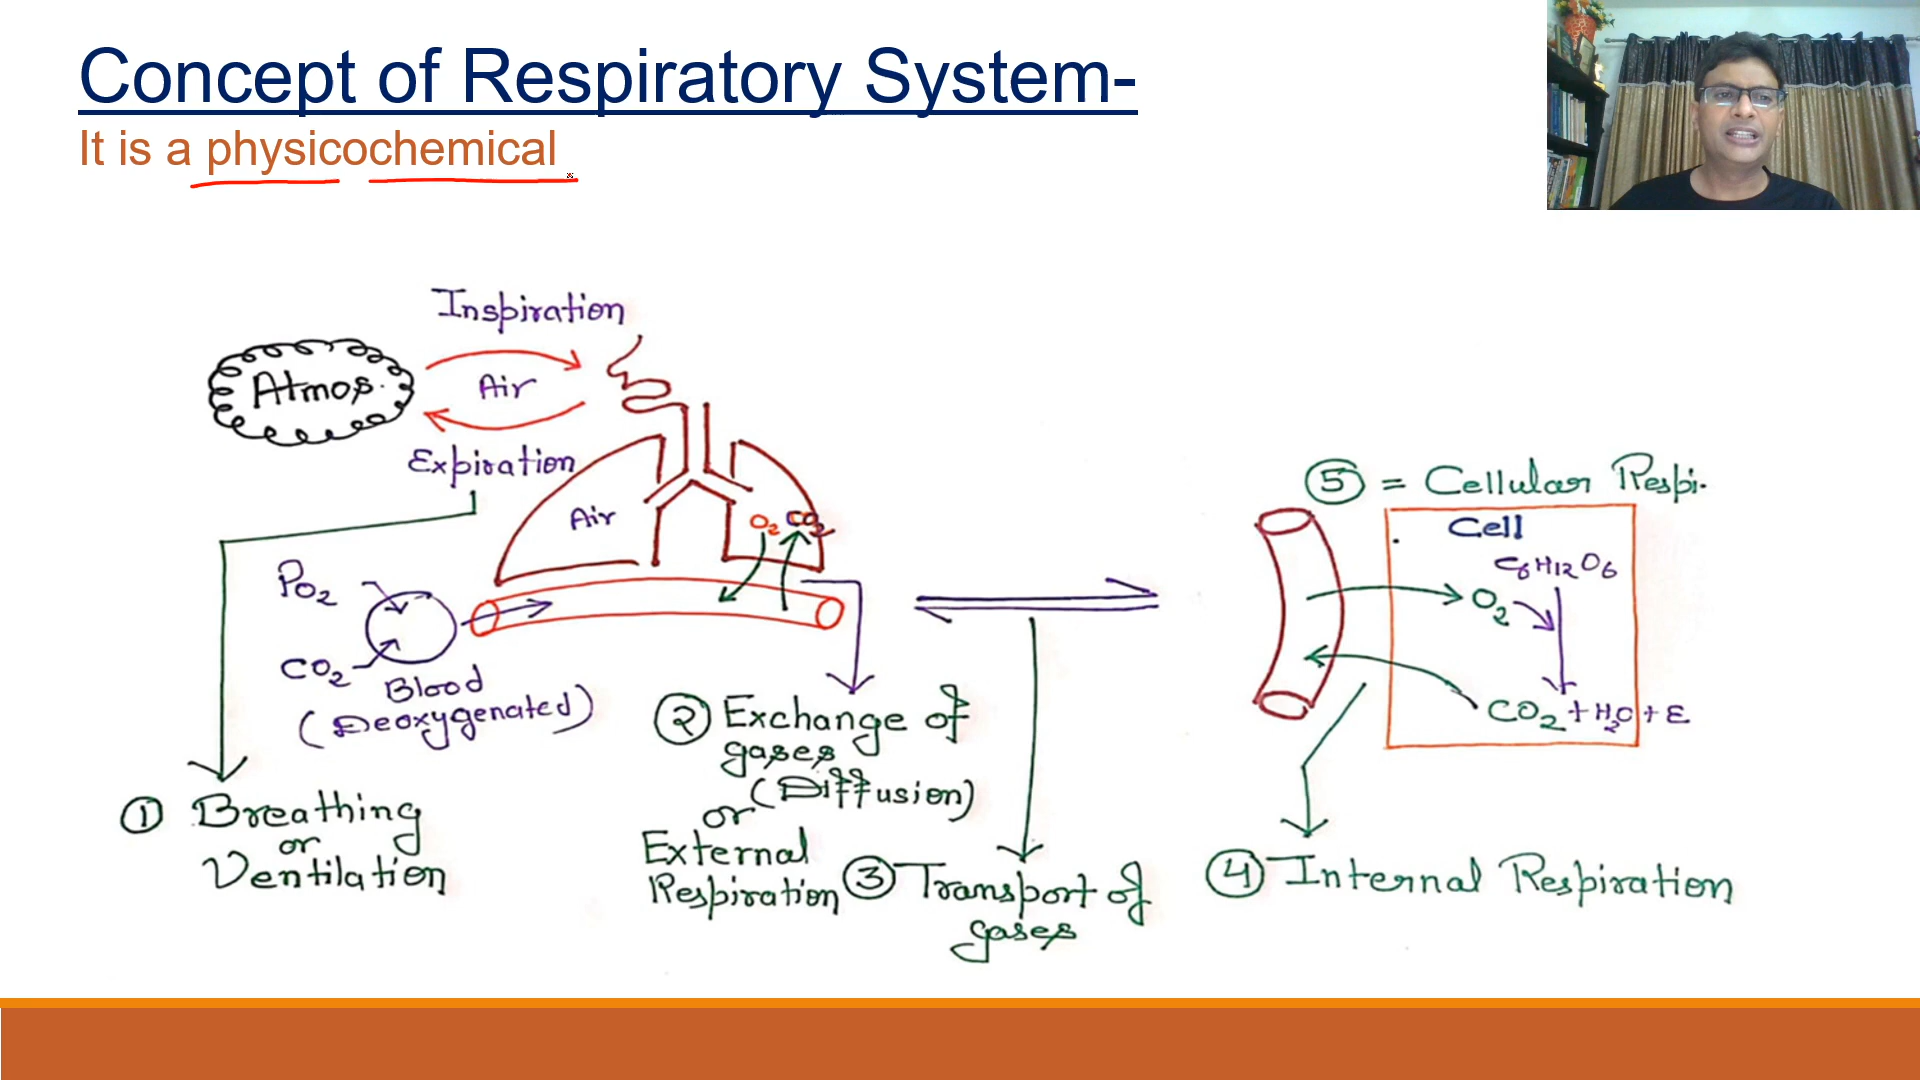 Concept of Respiratory System-
It is a physicochemical
Inspiration
Atmos.
Air
Expiration
Air
O2 CO2
PO2
CO2
Blood
(Deoxygenated)
① Breathing
or
Ventilation
② Exchange of
gases
(Diffusion)
or
External
Respiration
③ Transport of
gases
⑤ = Cellular Respi.
Cell
C6H12O6
O2
CO2 + H2O + E
④ Internal Respiration